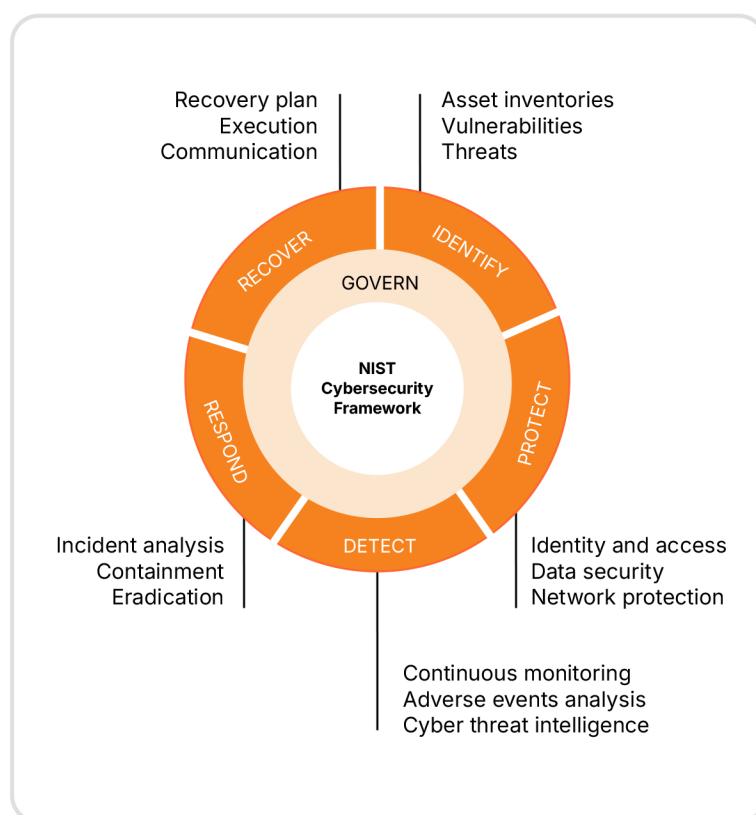 Recovery plan
Execution
Communication
Asset inventories
Vulnerabilities
Threats
RECOVER
IDENTIFY
GOVERN
NIST
Cybersecurity
Framework
RESPOND
PROTECT
DETECT
Incident analysis
Containment
Eradication
Identity and access
Data security
Network protection
Continuous monitoring
Adverse events analysis
Cyber threat intelligence